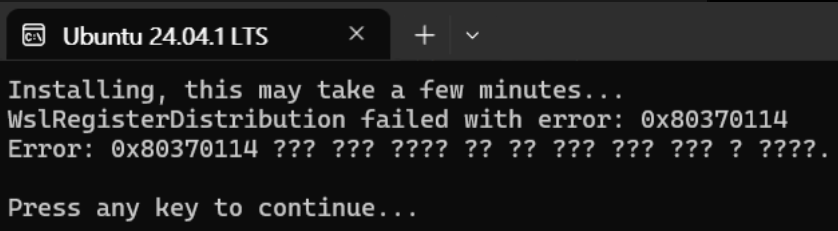 Ubuntu 24.04.1 LTS
Installing, this may take a few minutes...
WslRegisterDistribution failed with error: 0x80370114
Error: 0x80370114 ??? ??? ???? ?? ?? ??? ??? ??? ? ????.
Press any key to continue...